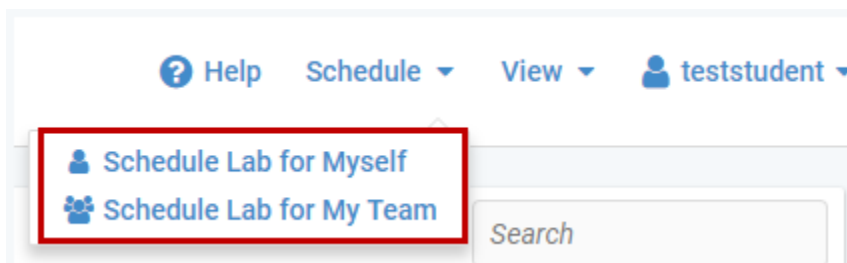 Help Schedule View teststudent
Schedule Lab for Myself
Schedule Lab for My Team
Search